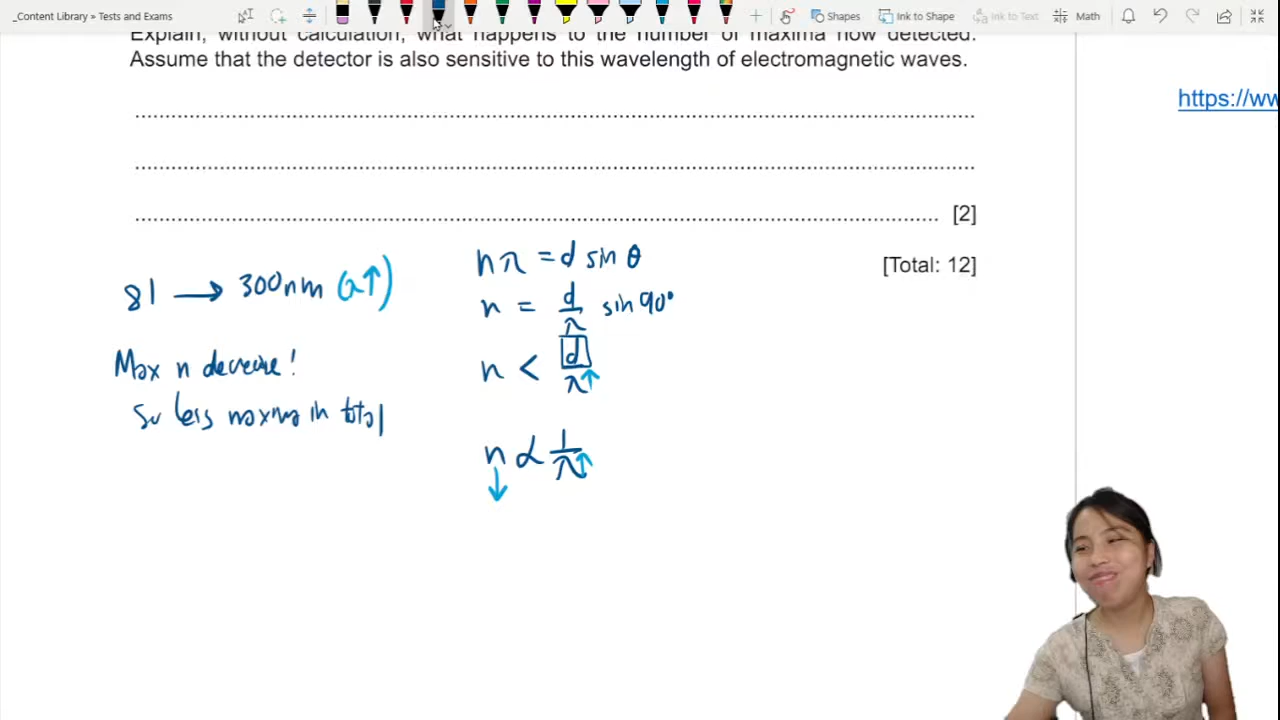 _Content Library » Tests and Exams
Shapes
Ink to Shape
Ink to Text
Math
Explain, without calculation, what happens to the number of maxima now detected.
Assume that the detector is also sensitive to this wavelength of electromagnetic waves.
https://ww
[2]
[Total: 12]
81 → 300nm (λ↑)
Max n decrease!
So less maxima in total
nλ = d sin θ
n = d/λ sin 90°
n < d/λ↑
n ∝ 1/λ↑
↓